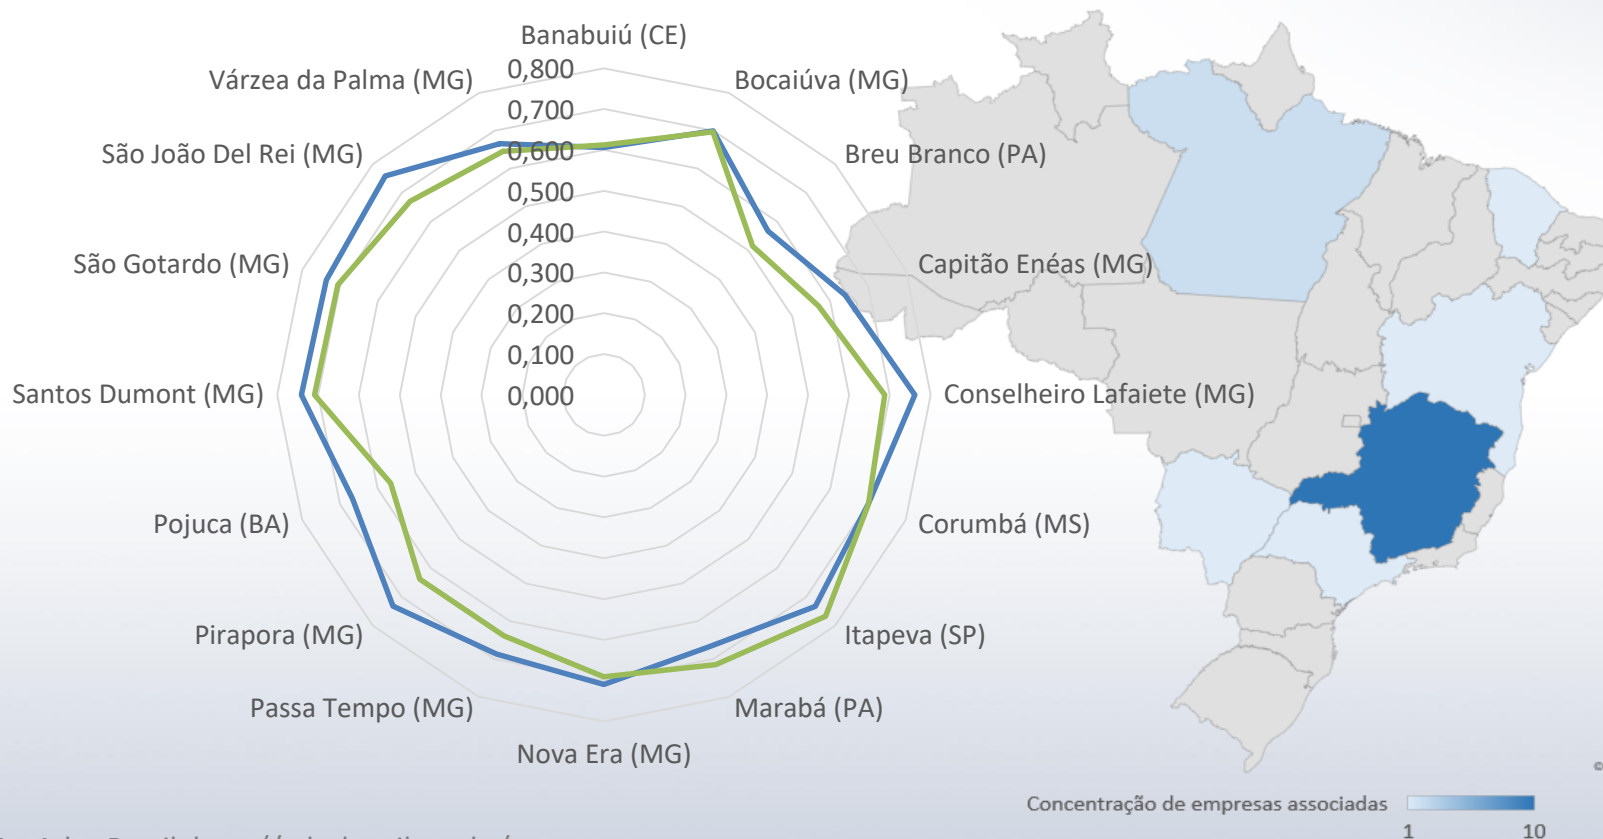 Banabuiú (CE)
Bocaiúva (MG)
Breu Branco (PA)
Capitão Enéas (MG)
Conselheiro Lafaiete (MG)
Corumbá (MS)
Itapeva (SP)
Marabá (PA)
Nova Era (MG)
Passa Tempo (MG)
Pirapora (MG)
Pojuca (BA)
Santos Dumont (MG)
São Gotardo (MG)
São João Del Rei (MG)
Várzea da Palma (MG)
0,800
0,700
0,600
0,500
0,400
0,300
0,200
0,100
0,000
©
Concentração de empresas associadas
1 10